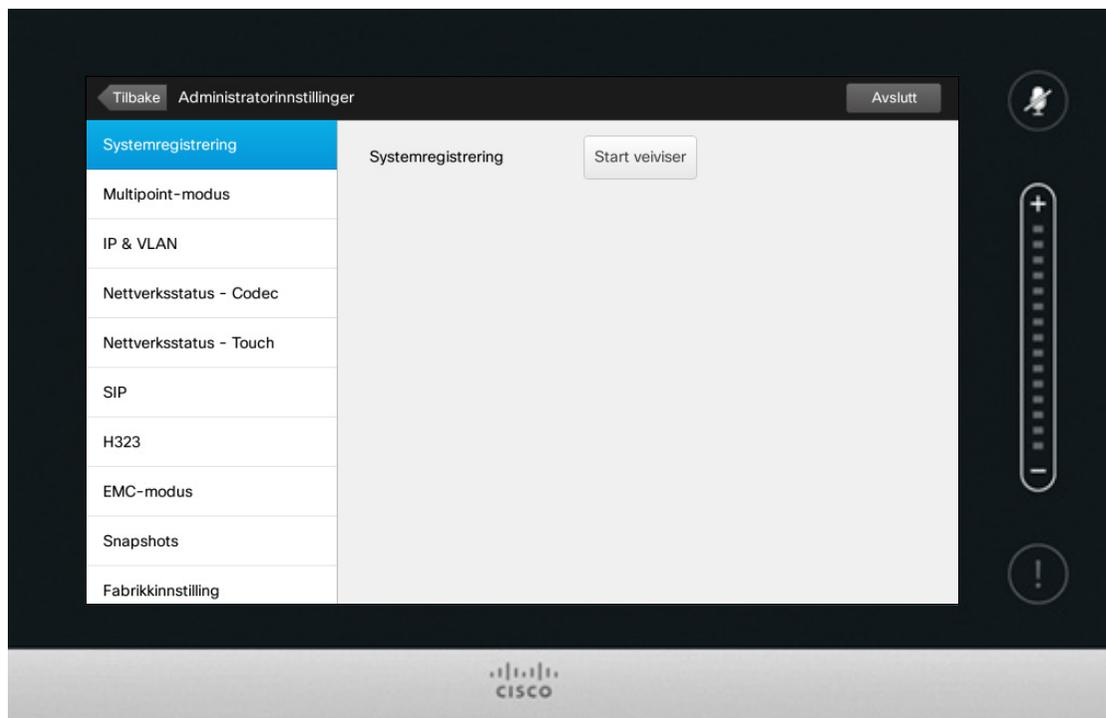 Tilbake Administratorinnstillinger Avslutt
Systemregistrering
Systemregistrering Start veiviser
Multipoint-modus
IP & VLAN
Nettverksstatus - Codec
Nettverksstatus - Touch
SIP
H323
EMC-modus
Snapshots
Fabrikkinnstilling
CISCO